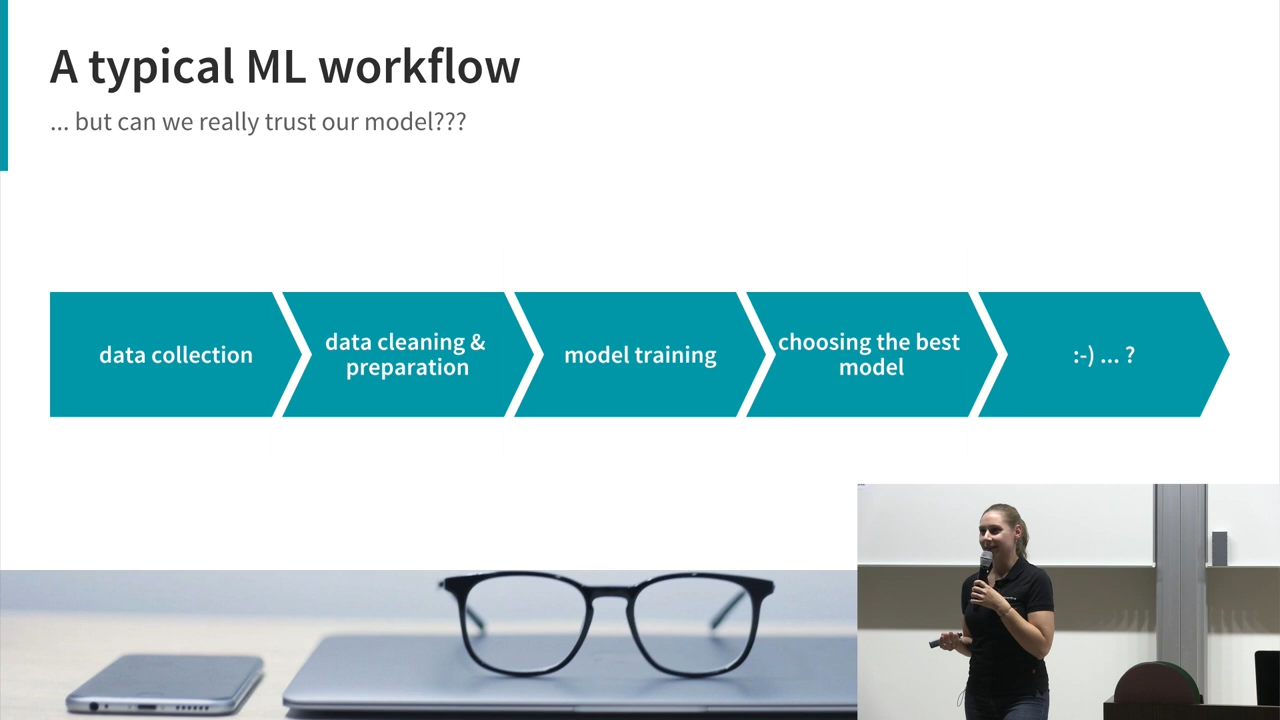 A typical ML workflow
... but can we really trust our model???
data collection
data cleaning &
preparation
model training
choosing the best
model
:-) ... ?